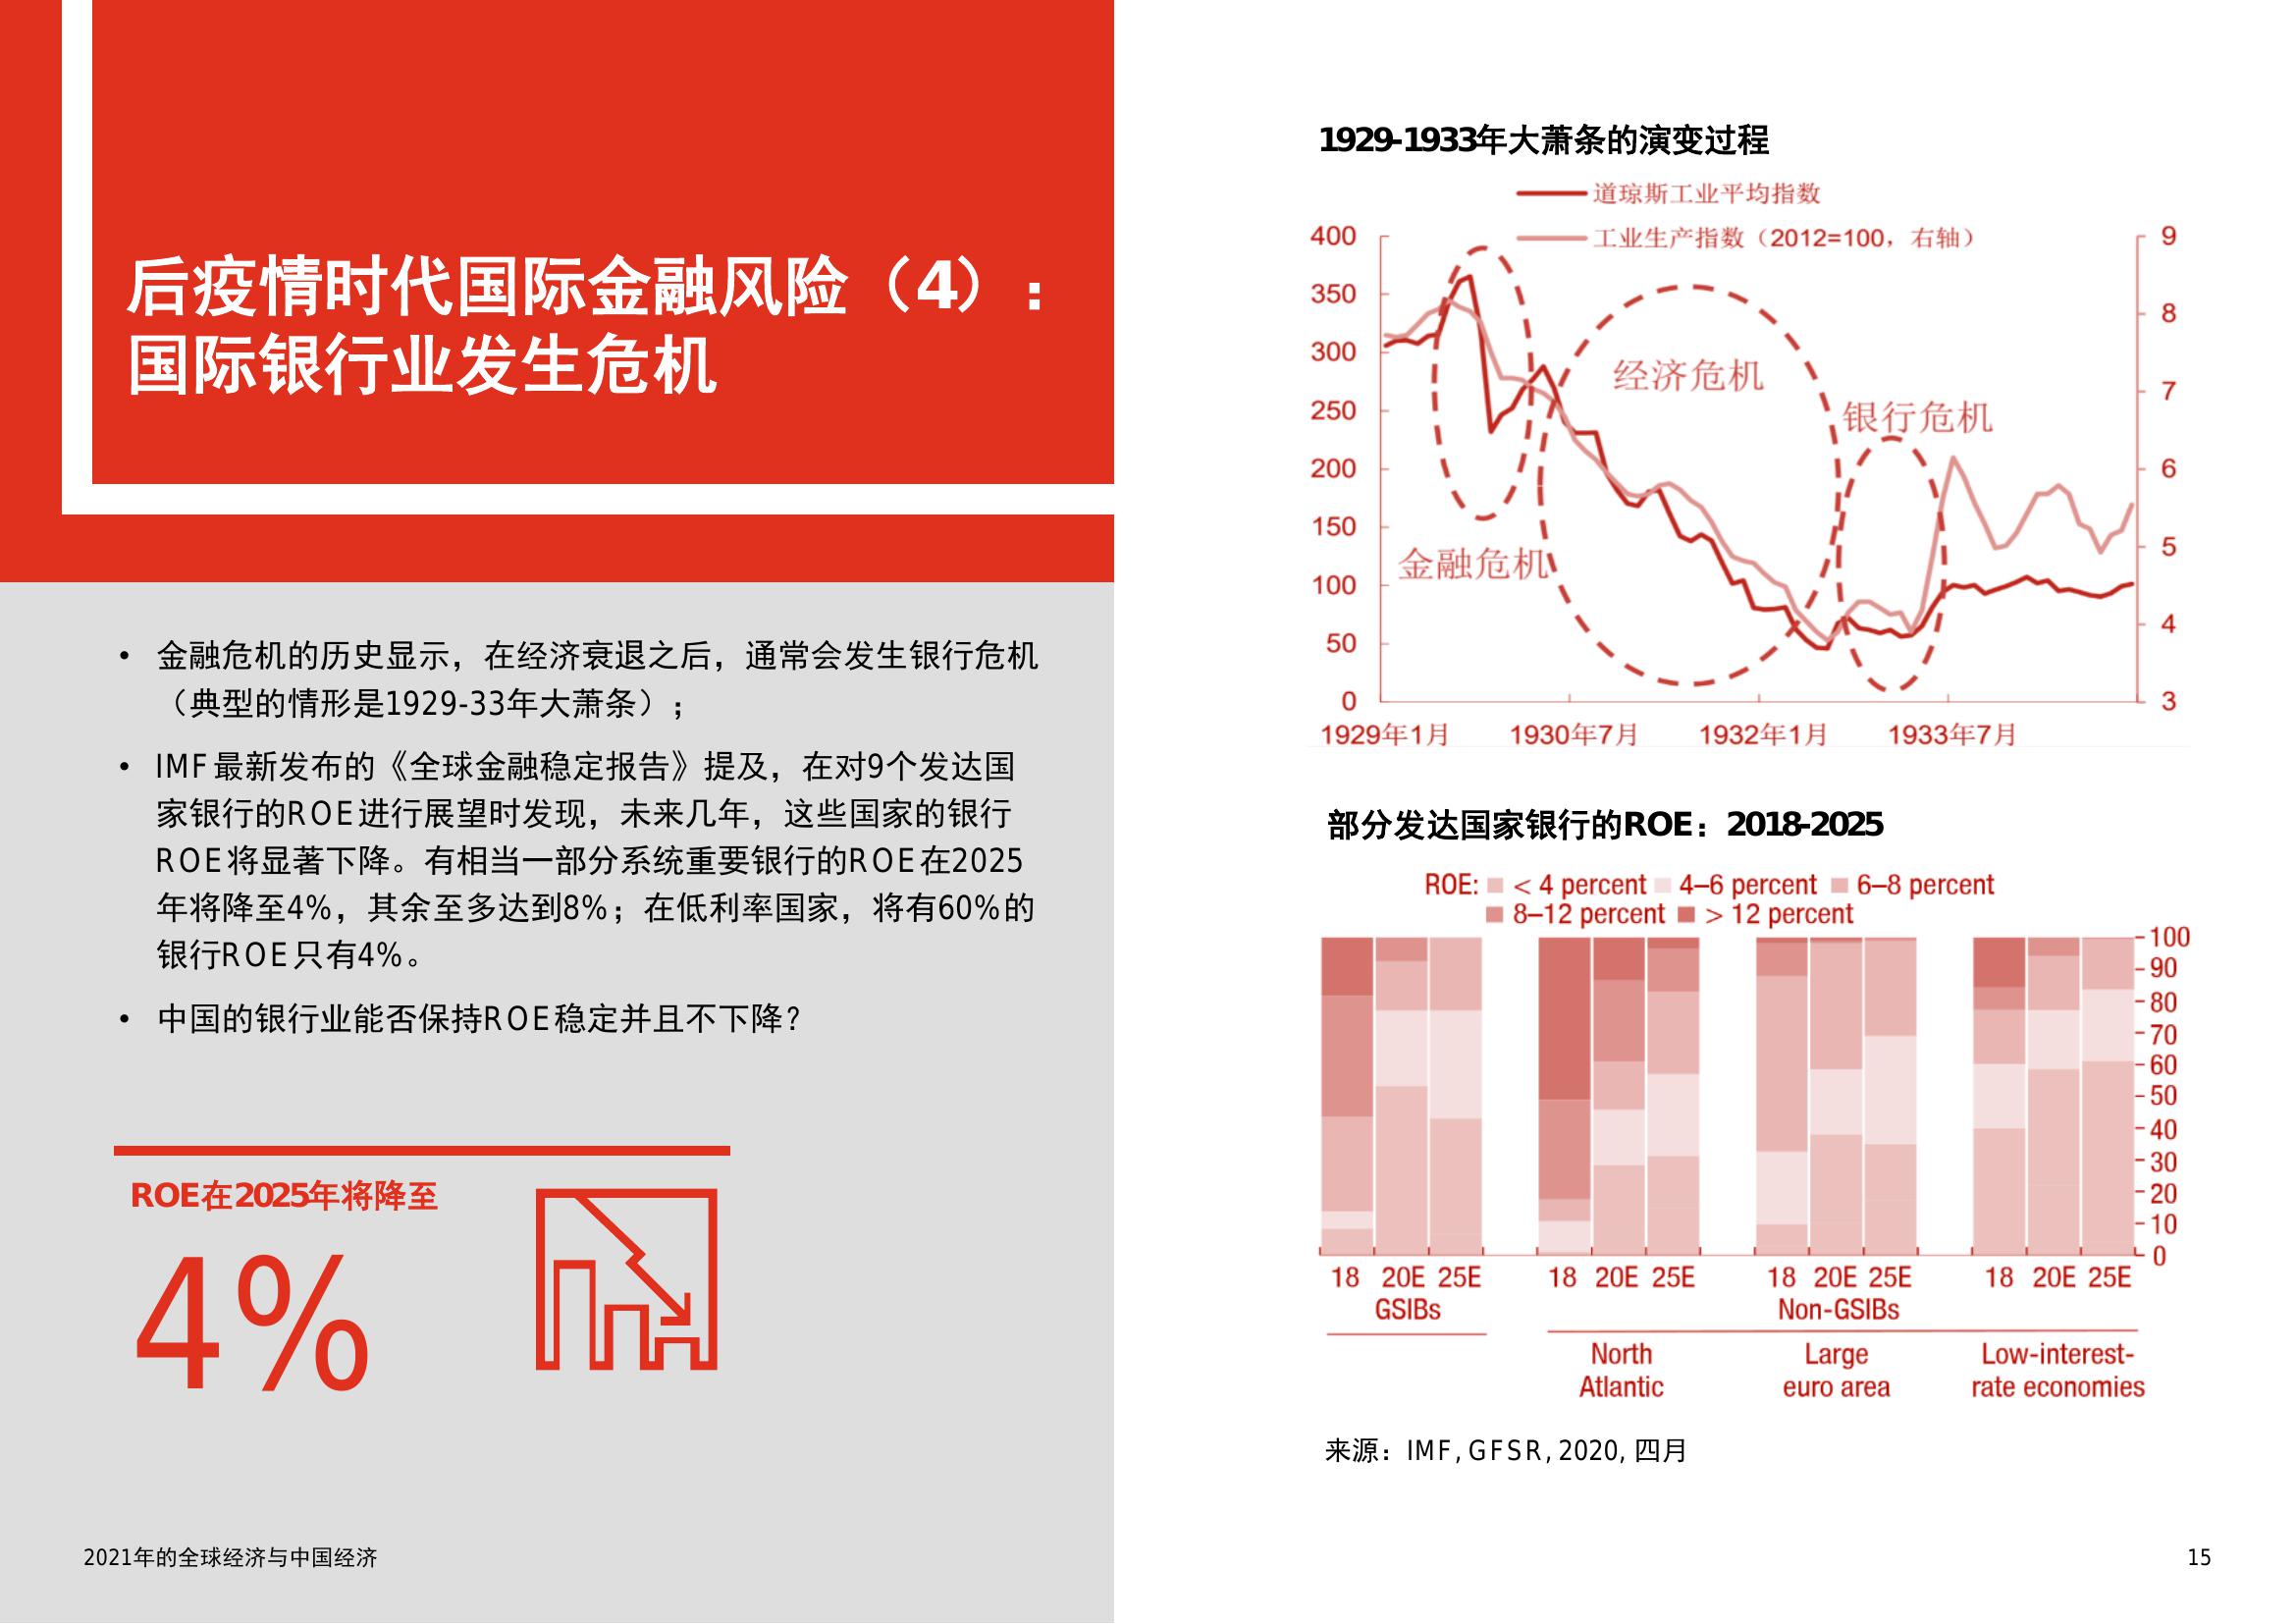 后疫情时代国际金融风险（4）：
国际银行业发生危机
• 金融危机的历史显示，在经济衰退之后，通常会发生银行危机
（典型的情形是1929-33年大萧条）；
• IMF最新发布的《全球金融稳定报告》提及，在对9个发达国
家银行的ROE进行展望时发现，未来几年，这些国家的银行
ROE将显著下降。有相当一部分系统重要银行的ROE在2025
年将降至4%，其余至多达到8%；在低利率国家，将有60%的
银行ROE只有4%。
• 中国的银行业能否保持ROE稳定并且不下降？
ROE在2025年将降至
4%
2021年的全球经济与中国经济
1929-1933年大萧条的演变过程
道琼斯工业平均指数
工业生产指数（2012=100，右轴）
400
350
300
250
200
150
100
50
0
9
8
7
6
5
4
3
金融危机
经济危机
银行危机
1929年1月 1930年7月 1932年1月 1933年7月
部分发达国家银行的ROE：2018-2025
ROE: < 4 percent 4–6 percent 6–8 percent
8–12 percent > 12 percent
100
90
80
70
60
50
40
30
20
10
0
18 20E 25E 18 20E 25E 18 20E 25E 18 20E 25E
GSIBs Non-GSIBs
North Large Low-interest-
Atlantic euro area rate economies
来源：IMF, GFSR, 2020, 四月
15